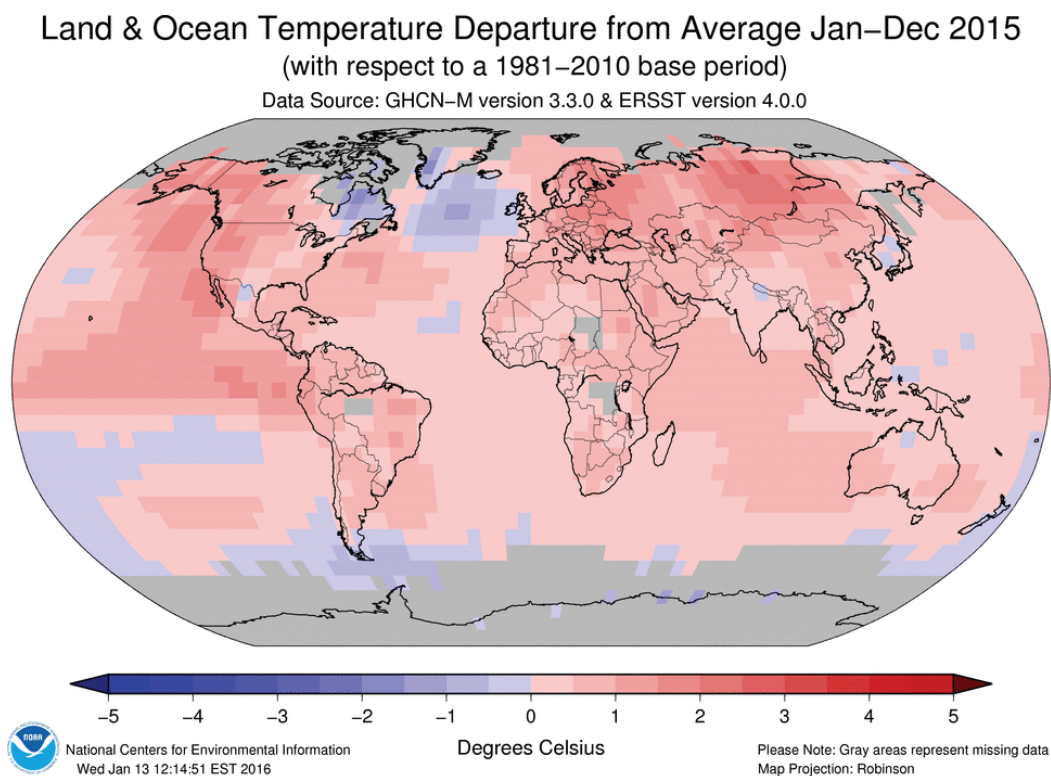 Land & Ocean Temperature Departure from Average Jan−Dec 2015
(with respect to a 1981−2010 base period)
Data Source: GHCN−M version 3.3.0 & ERSST version 4.0.0
−5 −4 −3 −2 −1 0 1 2 3 4 5
Degrees Celsius
NOAA
National Centers for Environmental Information
Wed Jan 13 12:14:51 EST 2016
Please Note: Gray areas represent missing data
Map Projection: Robinson